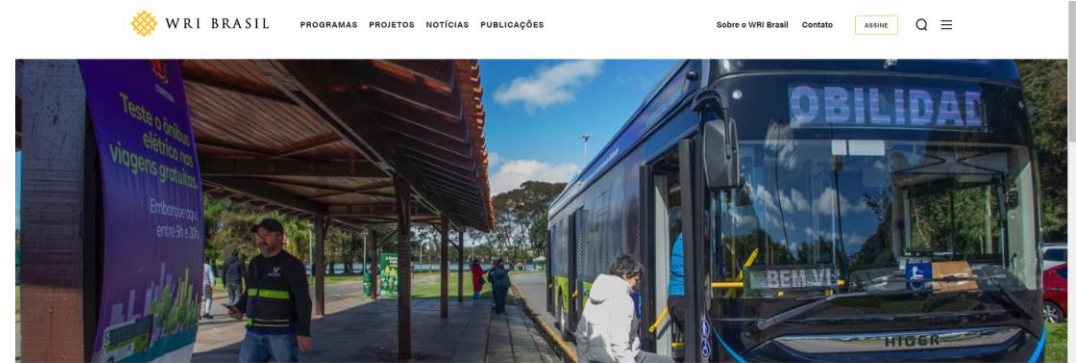 WRI BRASIL
PROGRAMAS PROJETOS NOTÍCIAS PUBLICAÇÕES
Sobre o WRI Brasil Contato ASSINE
Teste o ônibus
elétrico nas
viagens gratuitas.
Embarque aqui,
entre 9h e 20h
OBILIDAD
BEM VI
HIGER